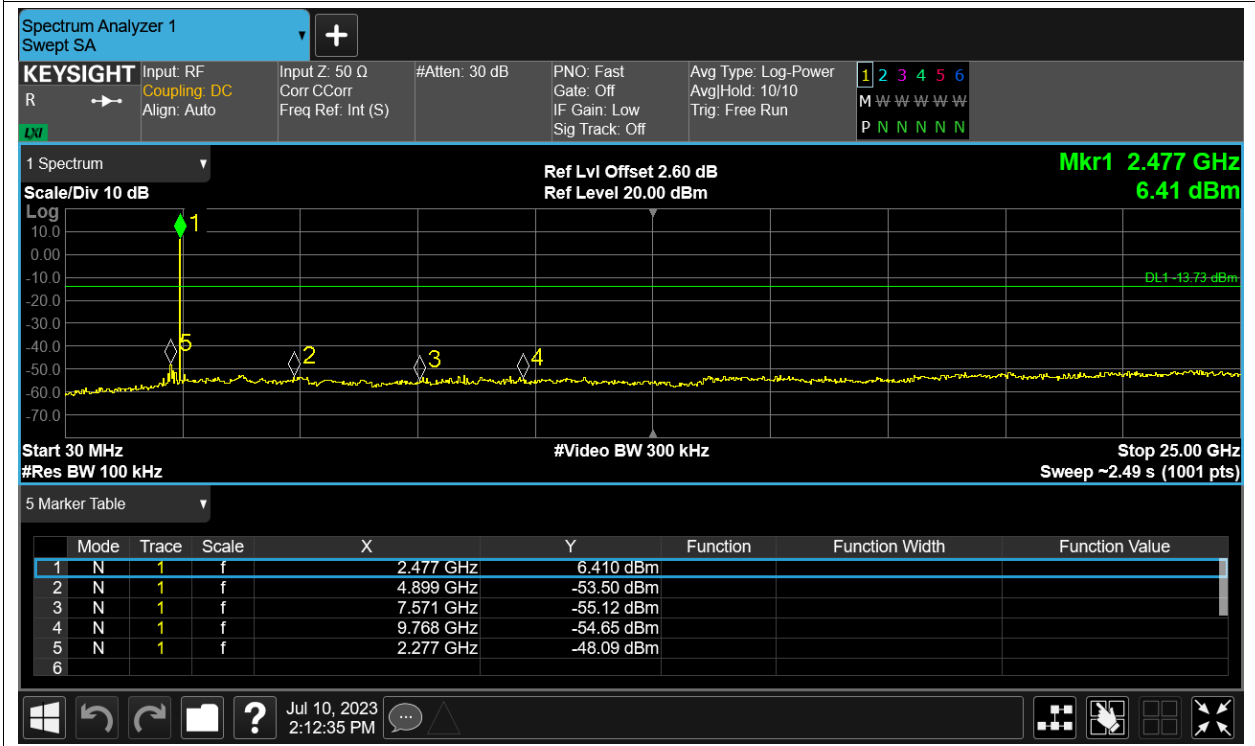 Spectrum Analyzer 1
Swept SA
KEYSIGHT
R
LXI
Input: RF
Coupling: DC
Align: Auto
Input Z: 50 Ω
Corr CCorr
Freq Ref: Int (S)
#Atten: 30 dB
PNO: Fast
Gate: Off
IF Gain: Low
Sig Track: Off
Avg Type: Log-Power
Avg|Hold: 10/10
Trig: Free Run
1 2 3 4 5 6
M W W W W W
P N N N N N
1 Spectrum
Scale/Div 10 dB
Ref Lvl Offset 2.60 dB
Ref Level 20.00 dBm
Mkr1 2.477 GHz
6.41 dBm
Log
10.0
0.00
-10.0
-20.0
-30.0
-40.0
-50.0
-60.0
-70.0
1
DL1 -13.73 dBm
5
2
3
4
Start 30 MHz
#Video BW 300 kHz
Stop 25.00 GHz
#Res BW 100 kHz
Sweep ~2.49 s (1001 pts)
5 Marker Table
Mode Trace Scale X Y Function Function Width Function Value
1 N 1 f 2.477 GHz 6.410 dBm
2 N 1 f 4.899 GHz -53.50 dBm
3 N 1 f 7.571 GHz -55.12 dBm
4 N 1 f 9.768 GHz -54.65 dBm
5 N 1 f 2.277 GHz -48.09 dBm
6
?
Jul 10, 2023
2:12:35 PM